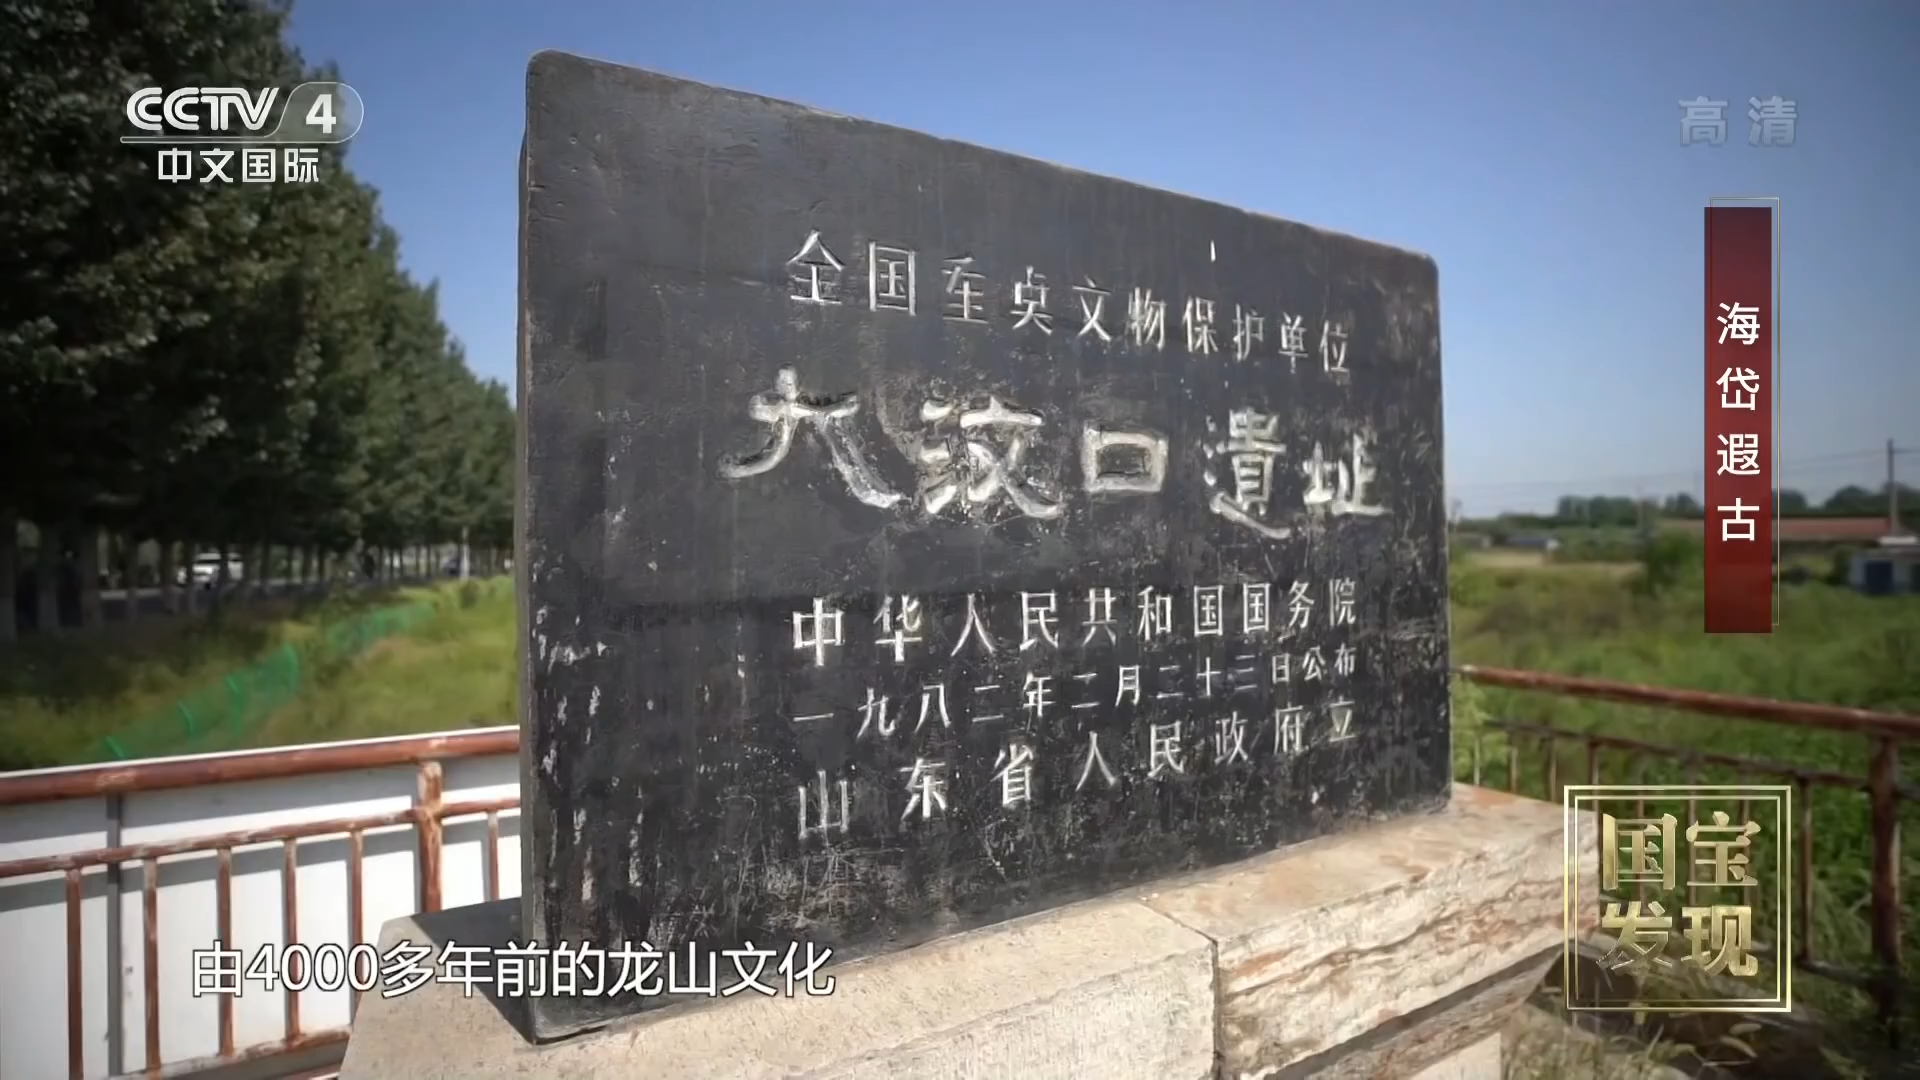 CCTV 4
中文国际
高清
海岱遐古
全国重点文物保护单位
大汶口遗址
中华人民共和国国务院
一九八二年二月二十三日公布
山东省人民政府立
国宝
发现
由4000多年前的龙山文化